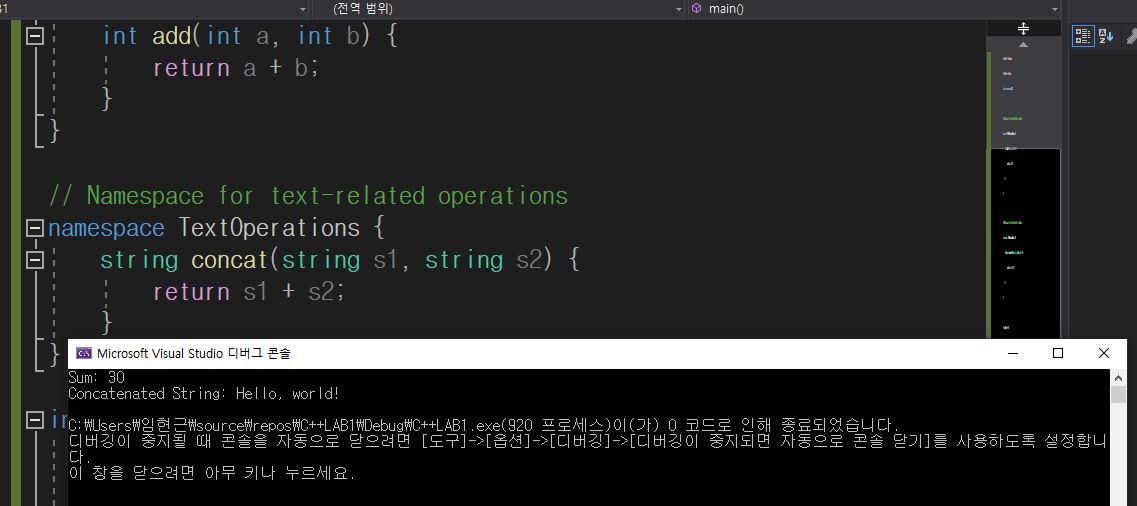 (전역 범위)
main()
int add(int a, int b) {
return a + b;
}
}
// Namespace for text-related operations
namespace TextOperations {
string concat(string s1, string s2) {
return s1 + s2;
}
}
Microsoft Visual Studio 디버그 콘솔
Sum: 30
Concatenated String: Hello, world!
C:₩Users₩임현근₩source₩repos₩C++LAB1₩Debug₩C++LAB1.exe(920 프로세스)이(가) 0 코드로 인해 종료되었습니다.
디버깅이 중지될 때 콘솔을 자동으로 닫으려면 [도구]->[옵션]->[디버깅]->[디버깅이 중지되면 자동으로 콘솔 닫기]를 사용하도록 설정합니
다.
이 창을 닫으려면 아무 키나 누르세요.